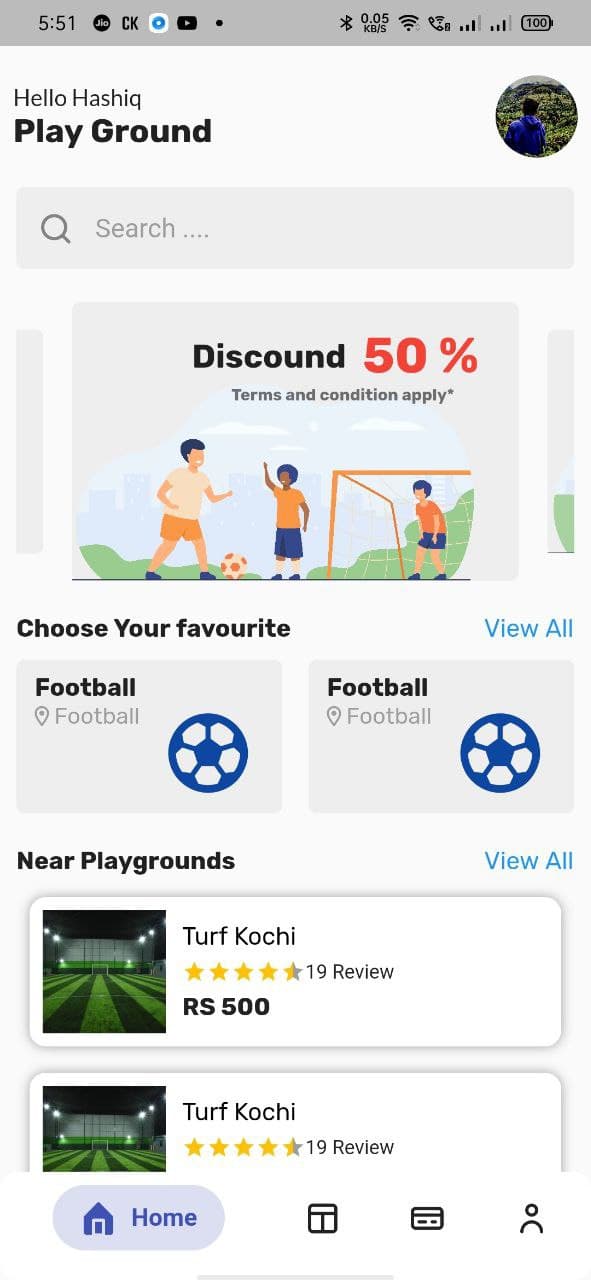 5:51 Jio CK 0.05 KB/S 100
Hello Hashiq
Play Ground
Search ....
Discound 50 %
Terms and condition apply*
Choose Your favourite View All
Football Football
Football Football
Near Playgrounds View All
Turf Kochi
19 Review
RS 500
Turf Kochi
19 Review
Home